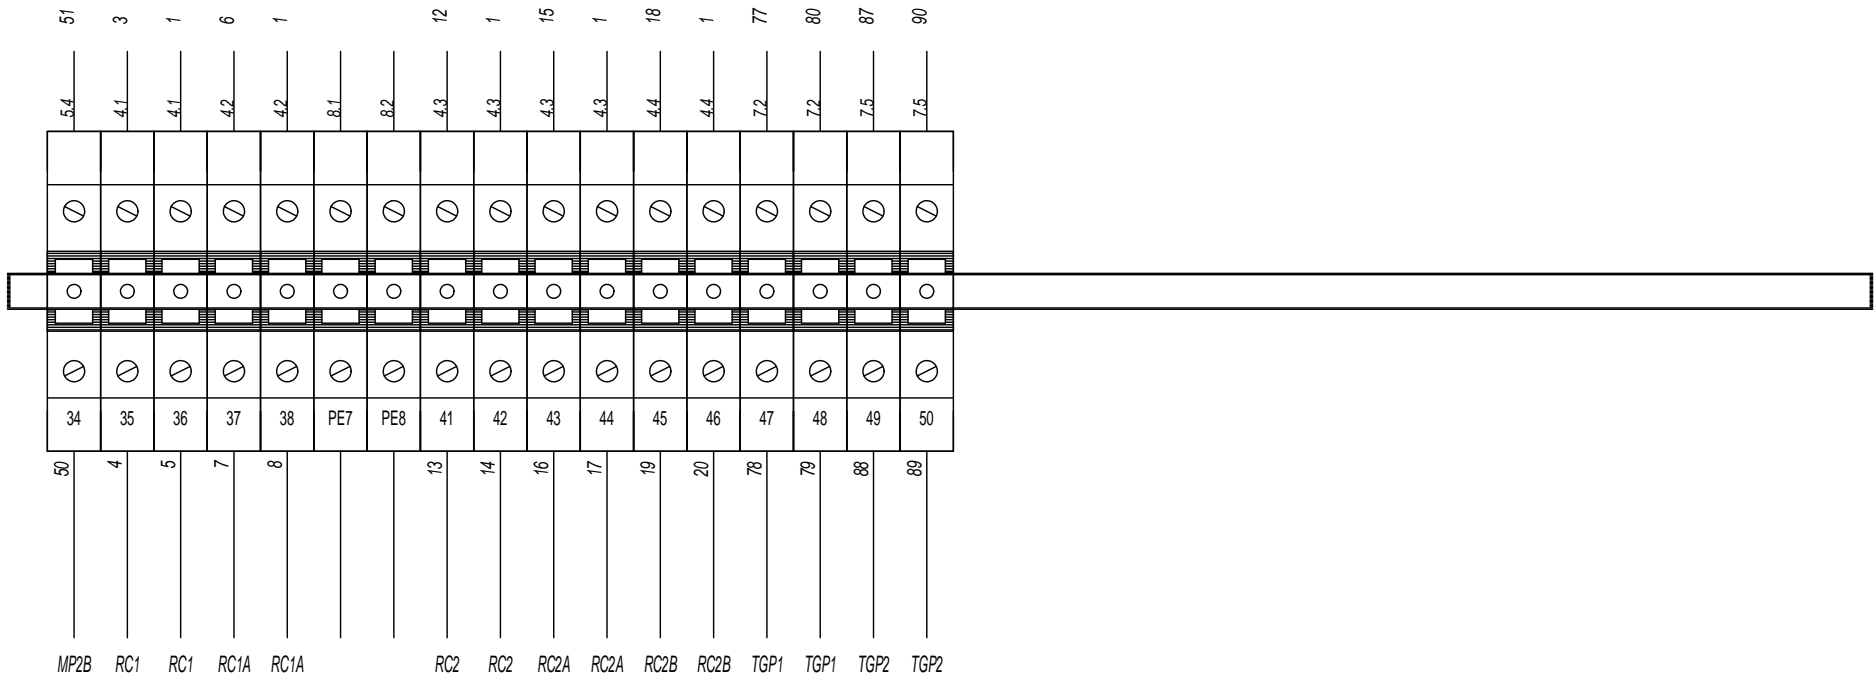 51 3 1 6 1 12 1 15 1 18 1 77 80 87 90
5.4 4.1 4.1 4.2 4.2 8.1 8.2 4.3 4.3 4.3 4.3 4.4 4.4 7.2 7.2 7.5 7.5
34 35 36 37 38 PE7 PE8 41 42 43 44 45 46 47 48 49 50
50 4 5 7 8 13 14 16 17 19 20 78 79 88 89
MP2B RC1 RC1 RC1A RC1A RC2 RC2 RC2A RC2A RC2B RC2B TGP1 TGP1 TGP2 TGP2